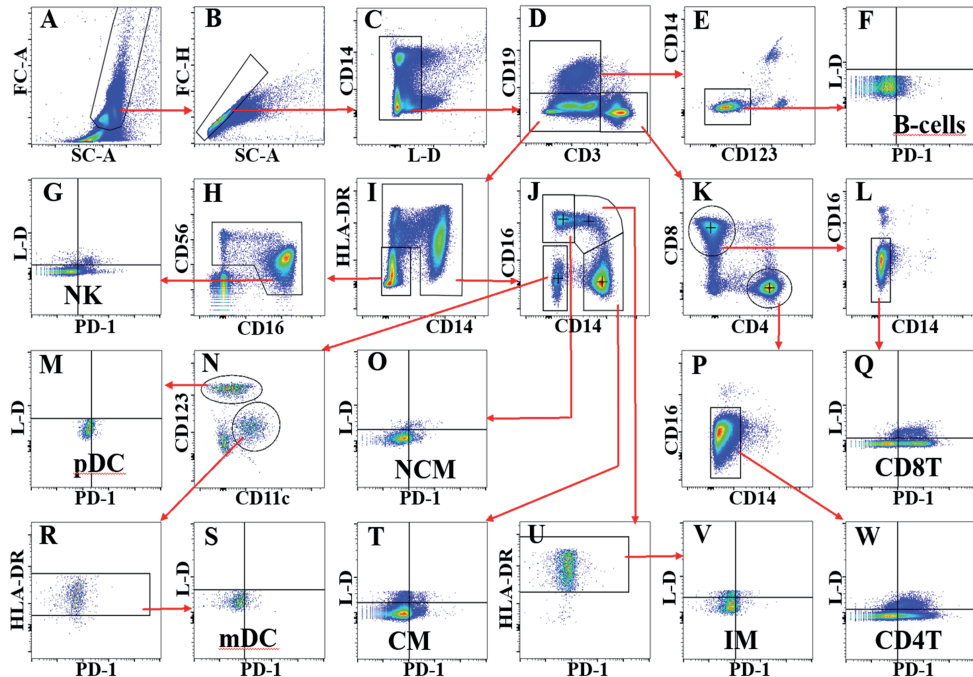 A
FC-A
SC-A
B
FC-H
SC-A
C
CD14
L-D
D
CD19
CD3
E
CD14
CD123
F
L-D
B-cells
PD-1
G
L-D
NK
PD-1
H
CD56
CD16
I
HLA-DR
CD14
J
CD16
CD14
K
CD8
CD4
L
CD16
CD14
M
L-D
pDC
PD-1
N
CD123
CD11c
O
L-D
NCM
PD-1
P
CD16
CD14
Q
L-D
CD8T
PD-1
R
HLA-DR
PD-1
S
L-D
mDC
PD-1
T
L-D
CM
PD-1
U
HLA-DR
PD-1
V
L-D
IM
PD-1
W
L-D
CD4T
PD-1